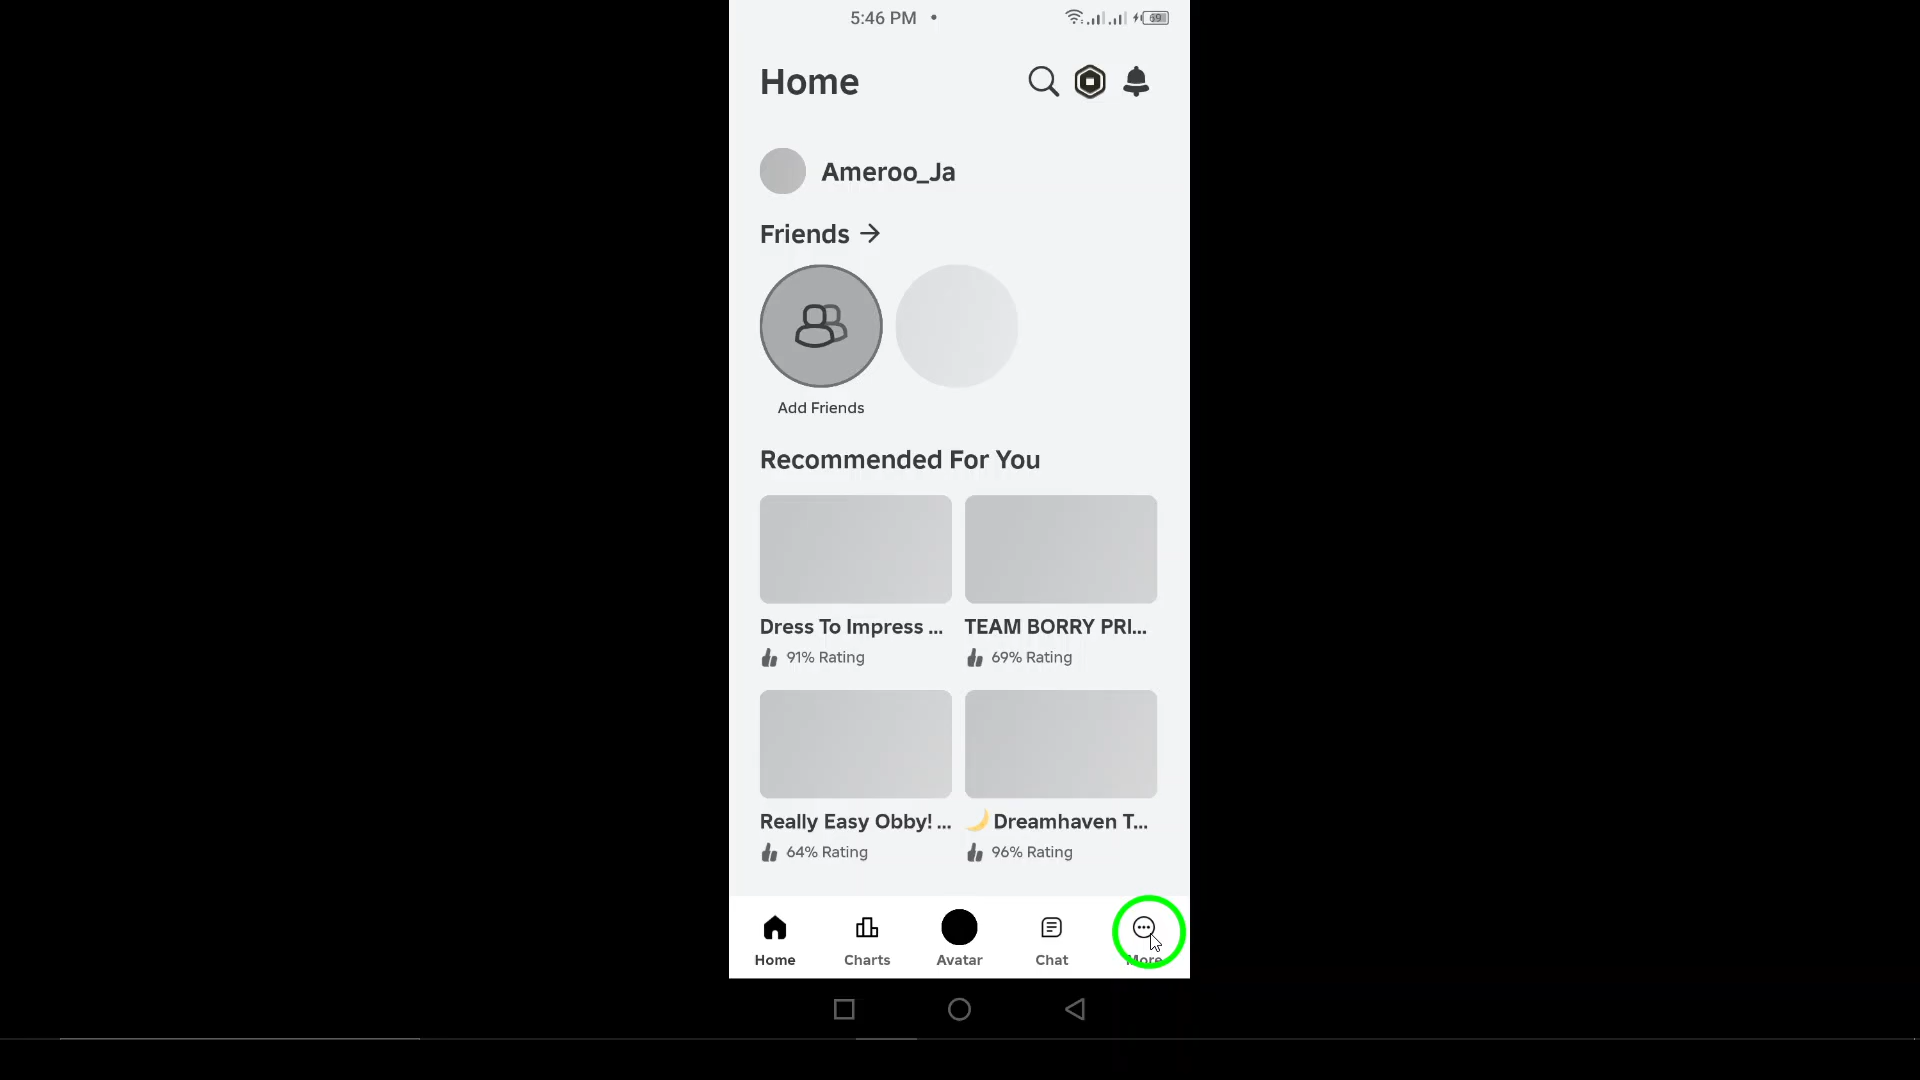 5:46 PM
69
Home
Ameroo_Ja
Friends →
Add Friends
Recommended For You
Dress To Impress ...
TEAM BORRY PRI...
91% Rating
69% Rating
Really Easy Obby! ...
🌙 Dreamhaven T...
64% Rating
96% Rating
Home
Charts
Avatar
Chat
More